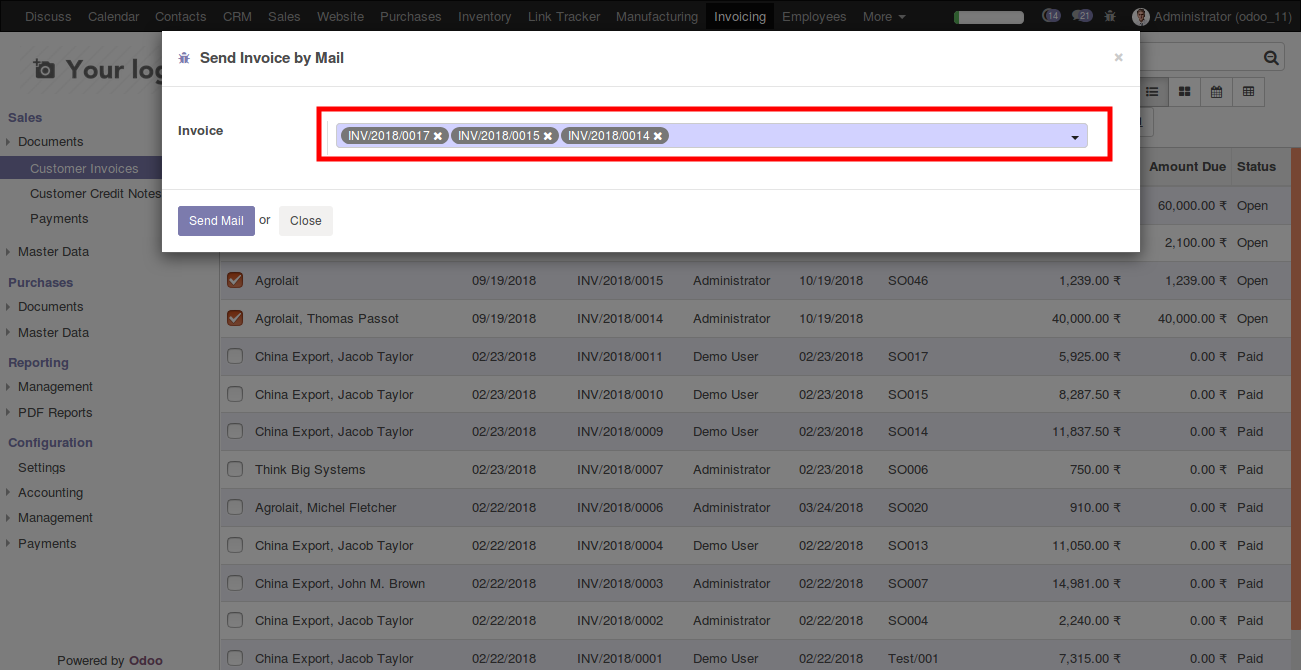 Discuss Calendar Contacts CRM Sales Website Purchases Inventory Link Tracker Manufacturing Invoicing Employees More 14 21 Administrator (odoo_11)
Your log
Send Invoice by Mail ×
Invoice INV/2018/0017 INV/2018/0015 INV/2018/0014
Send Mail or Close
Sales
Documents
Customer Invoices
Customer Credit Notes
Payments
Master Data
Purchases
Documents
Master Data
Reporting
Management
PDF Reports
Configuration
Settings
Accounting
Management
Payments
Powered by Odoo
Amount Due Status
60,000.00 ₹ Open
2,100.00 ₹ Open
Agrolait 09/19/2018 INV/2018/0015 Administrator 10/19/2018 SO046 1,239.00 ₹ 1,239.00 ₹ Open
Agrolait, Thomas Passot 09/19/2018 INV/2018/0014 Administrator 10/19/2018 40,000.00 ₹ 40,000.00 ₹ Open
China Export, Jacob Taylor 02/23/2018 INV/2018/0011 Demo User 02/23/2018 SO017 5,925.00 ₹ 0.00 ₹ Paid
China Export, Jacob Taylor 02/23/2018 INV/2018/0010 Demo User 02/23/2018 SO015 8,287.50 ₹ 0.00 ₹ Paid
China Export, Jacob Taylor 02/23/2018 INV/2018/0009 Demo User 02/23/2018 SO014 11,837.50 ₹ 0.00 ₹ Paid
Think Big Systems 02/23/2018 INV/2018/0007 Administrator 02/23/2018 SO006 750.00 ₹ 0.00 ₹ Paid
Agrolait, Michel Fletcher 02/22/2018 INV/2018/0006 Administrator 03/24/2018 SO020 910.00 ₹ 0.00 ₹ Paid
China Export, Jacob Taylor 02/22/2018 INV/2018/0004 Demo User 02/22/2018 SO013 11,050.00 ₹ 0.00 ₹ Paid
China Export, John M. Brown 02/22/2018 INV/2018/0003 Administrator 02/22/2018 SO007 14,981.00 ₹ 0.00 ₹ Paid
China Export, Jacob Taylor 02/22/2018 INV/2018/0002 Administrator 02/22/2018 SO004 2,240.00 ₹ 0.00 ₹ Paid
China Export, Jacob Taylor 02/22/2018 INV/2018/0001 Demo User 02/22/2018 Test/001 7,315.00 ₹ 0.00 ₹ Paid